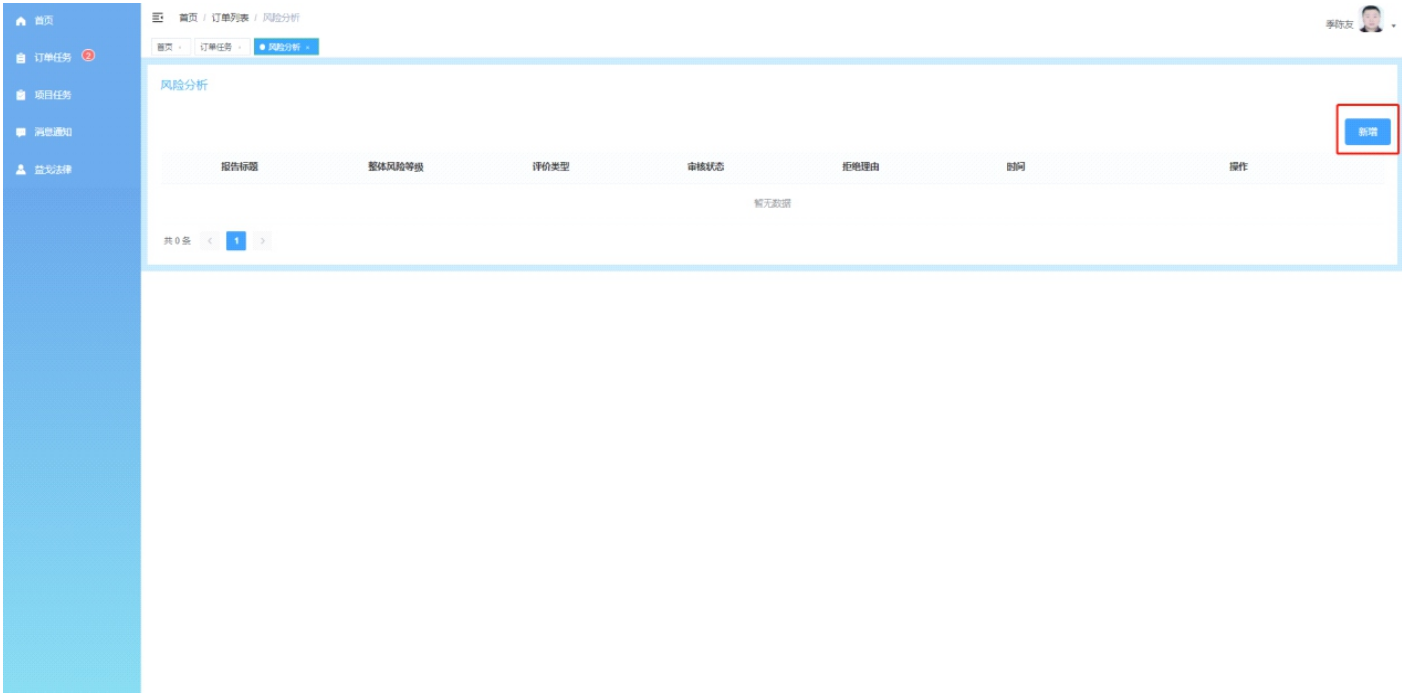 首页
订单任务 2
项目任务
消息通知
首页 / 订单列表 / 风险分析
季陈友
首页 × 订单任务 × 风险分析 ×
风险分析
新增
报告标题 整体风险等级 评价类型 审核状态 拒绝理由 时间 操作
暂无数据
共 0 条 < 1 >